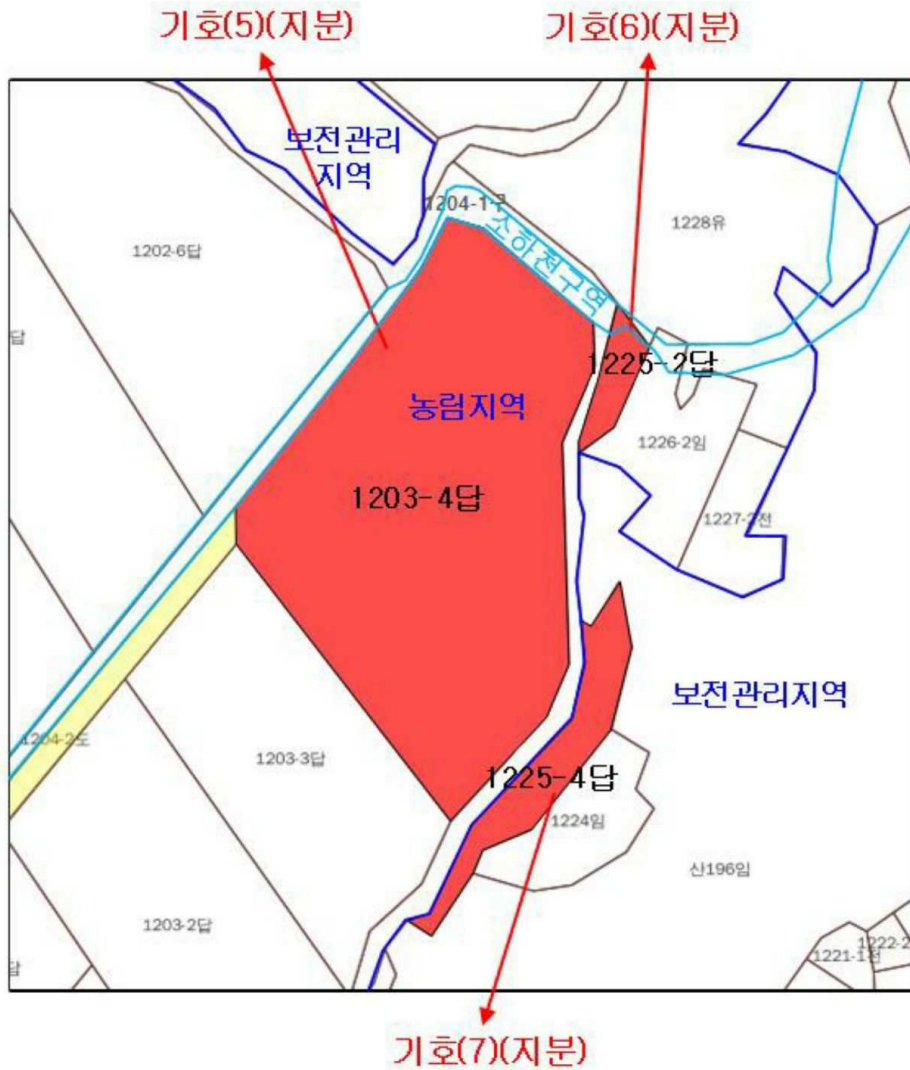 기호(5)(지분)
기호(6)(지분)
보전관리
지역
1204-1구
소하천구역
1228유
1202-6답
답
1225-2답
농림지역
1226-2임
1203-4답
1227-2전
보전관리지역
1204-2도
1203-3답
1225-4답
1224임
산196임
1203-2답
1222-2
1221-1전
답
기호(7)(지분)